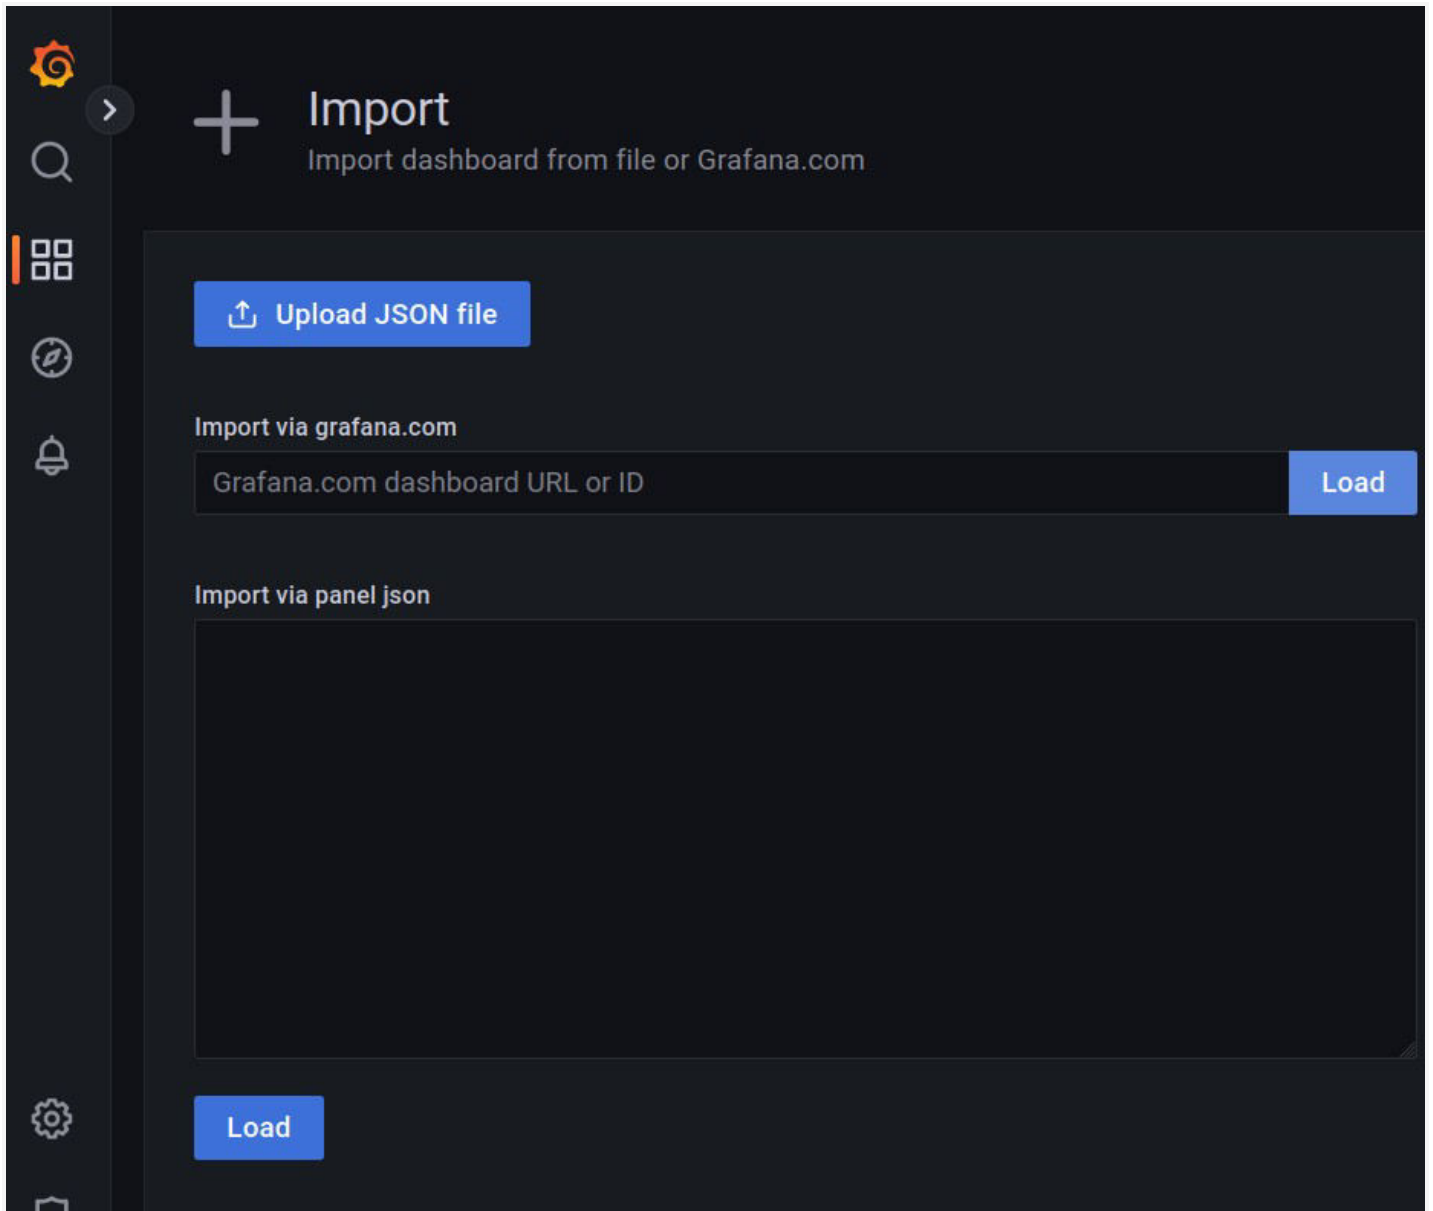 Import
Import dashboard from file or Grafana.com
Upload JSON file
Import via grafana.com
Grafana.com dashboard URL or ID
Load
Import via panel json
Load